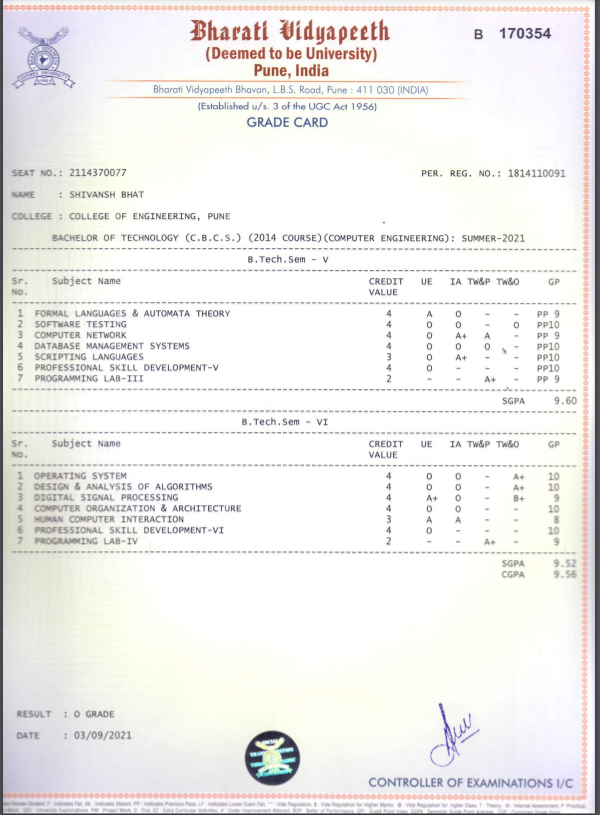 Bharati Vidyapeeth
B 170354
(Deemed to be University)
Pune, India
Bharati Vidyapeeth Bhavan, L.B.S. Road, Pune : 411 030 (INDIA)
(Established u/s. 3 of the UGC Act 1956)
GRADE CARD
SEAT NO.: 2114370077 PER. REG. NO.: 1814110091
NAME : SHIVANSH BHAT
COLLEGE : COLLEGE OF ENGINEERING, PUNE
BACHELOR OF TECHNOLOGY (C.B.C.S.) (2014 COURSE)(COMPUTER ENGINEERING): SUMMER-2021
B.Tech.Sem - V
Sr. Subject Name CREDIT UE IA TW&P TW&O GP
No. VALUE
1 FORMAL LANGUAGES & AUTOMATA THEORY 4 A O - - PP 9
2 SOFTWARE TESTING 4 O O - O PP10
3 COMPUTER NETWORK 4 O A+ A - PP 9
4 DATABASE MANAGEMENT SYSTEMS 4 O O O - PP10
5 SCRIPTING LANGUAGES 3 O A+ - - PP10
6 PROFESSIONAL SKILL DEVELOPMENT-V 4 O - - - PP10
7 PROGRAMMING LAB-III 2 - - A+ - PP 9
SGPA 9.60
B.Tech.Sem - VI
Sr. Subject Name CREDIT UE IA TW&P TW&O GP
No. VALUE
1 OPERATING SYSTEM 4 O O - A+ 10
2 DESIGN & ANALYSIS OF ALGORITHMS 4 O O - A+ 10
3 DIGITAL SIGNAL PROCESSING 4 A+ O - B+ 9
4 COMPUTER ORGANIZATION & ARCHITECTURE 4 O O - - 10
5 HUMAN COMPUTER INTERACTION 3 A A - - 8
6 PROFESSIONAL SKILL DEVELOPMENT-VI 4 O - - - 10
7 PROGRAMMING LAB-IV 2 - - A+ - 9
SGPA 9.52
CGPA 9.56
RESULT : O GRADE
DATE : 03/09/2021
CONTROLLER OF EXAMINATIONS I/C